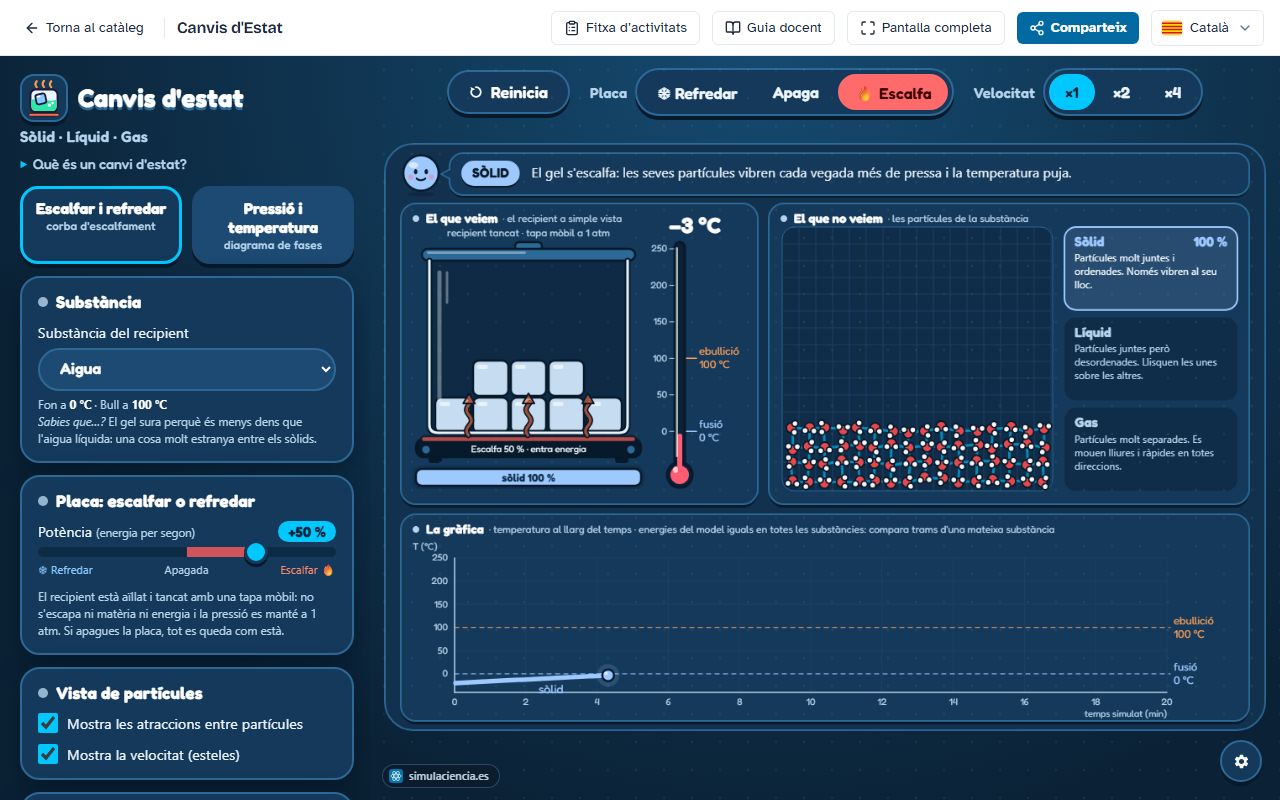 Torna al catàleg
Canvis d'Estat
Fitxa d'activitats
Guia docent
Pantalla completa
Comparteix
Català
Canvis d'estat
Sòlid · Líquid · Gas
Què és un canvi d'estat?
Reinicia
Placa
Refredar
Apaga
Escalfa
Velocitat
x1
x2
x4
Escalfar i refredar
corba d'escalfament
Pressió i
temperatura
diagrama de fases
Substància
Substància del recipient
Aigua
Fon a 0 °C · Bull a 100 °C
Sabies que...? El gel sura perquè és menys dens que
l'aigua líquida: una cosa molt estranya entre els sòlids.
Placa: escalfar o refredar
Potència (energia per segon)
+50 %
Refredar
Apagada
Escalfar
El recipient està aïllat i tancat amb una tapa mòbil: no
s'escapa ni matèria ni energia i la pressió es manté a 1
atm. Si apagues la placa, tot es queda com està.
Vista de partícules
Mostra les atraccions entre partícules
Mostra la velocitat (esteles)
SÒLID
El gel s'escalfa: les seves partícules vibren cada vegada més de pressa i la temperatura puja.
El que veiem · el recipient a simple vista
recipient tancat · tapa mòbil a 1 atm
−3 °C
250
200
150
100
50
0
ebullició
100 °C
fusió
0 °C
Escalfa 50 % · entra energia
sòlid 100 %
El que no veiem · les partícules de la substància
Sòlid
100 %
Partícules molt juntes i
ordenades. Només vibren al seu
lloc.
Líquid
Partícules juntes però
desordenades. Llisquen les unes
sobre les altres.
Gas
Partícules molt separades. Es
mouen lliures i ràpides en totes
direccions.
La gràfica · temperatura al llarg del temps · energies del model iguals en totes les substàncies: compara trams d'una mateixa substància
T (°C)
250
200
150
100
50
0
ebullició
100 °C
fusió
0 °C
sòlid
0
2
4
6
8
10
12
14
16
18
20
temps simulat (min)
simulaciencia.es